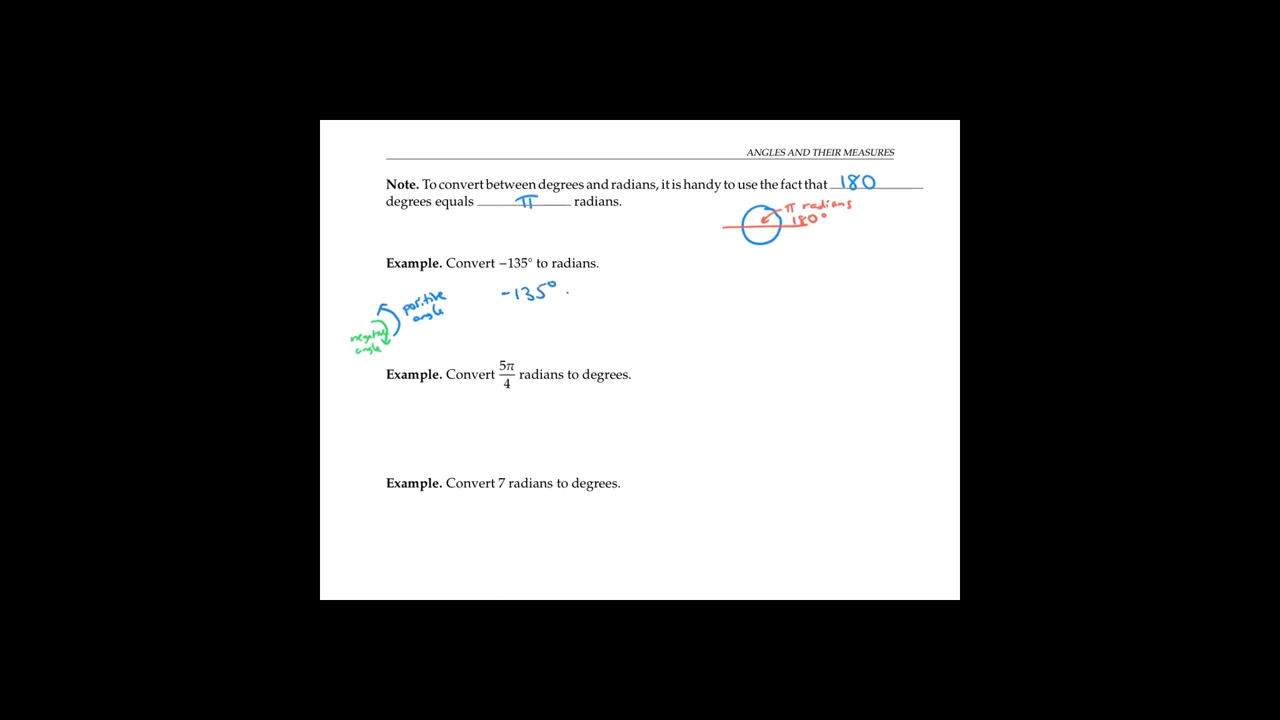 ANGLES AND THEIR MEASURES
Note. To convert between degrees and radians, it is handy to use the fact that 180
degrees equals π radians.
π radians
180°
Example. Convert −135° to radians.
-135° ·
positive
angle
negative
angle
Example. Convert 5π/4 radians to degrees.
Example. Convert 7 radians to degrees.